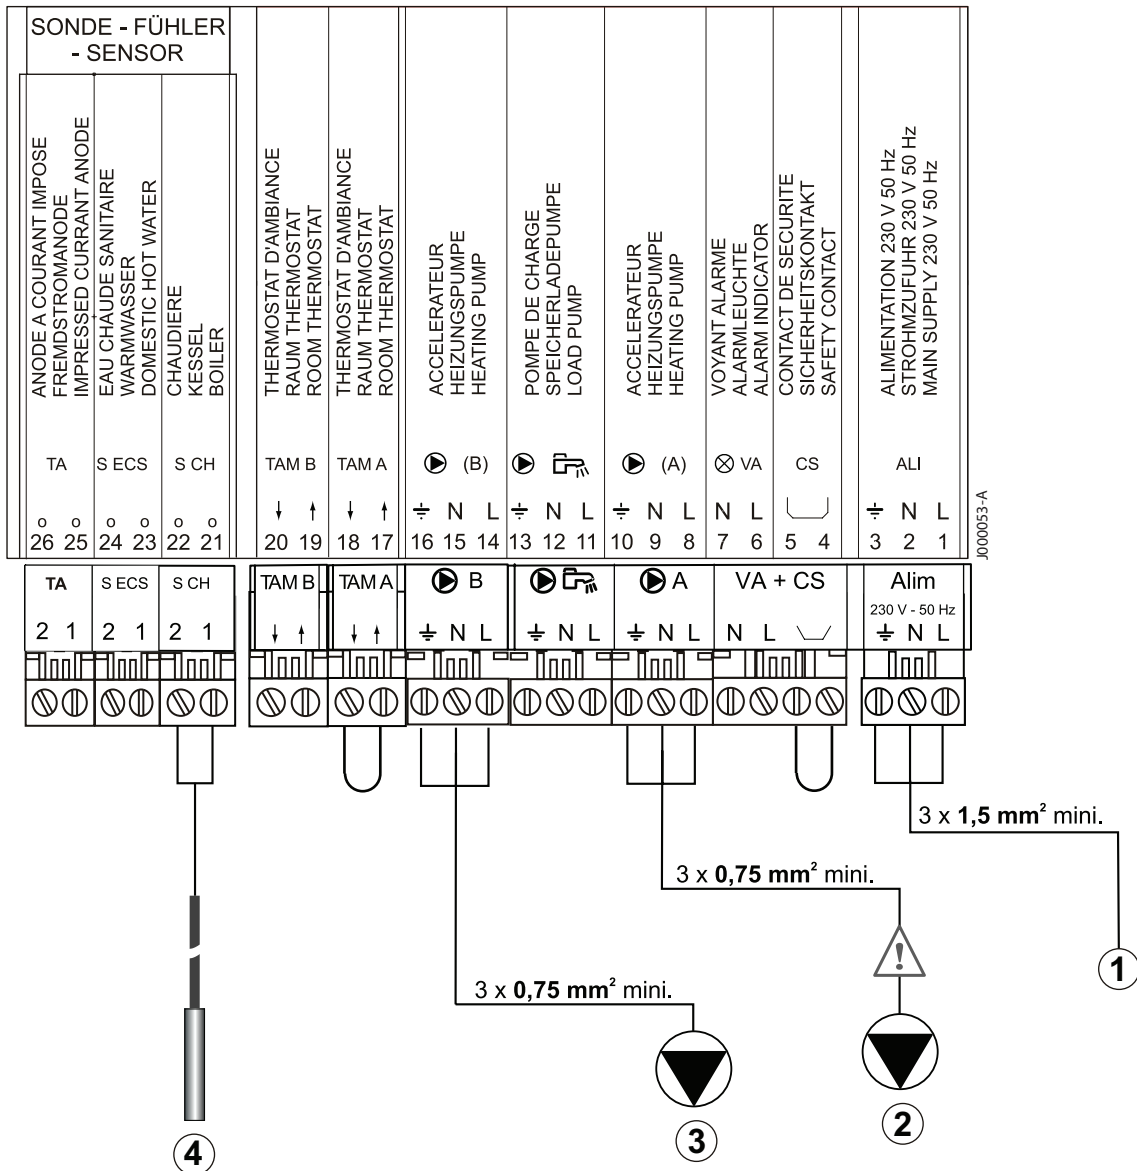 SONDE - FÜHLER
- SENSOR
ANODE A COURANT IMPOSE
FREMDSTROMANODE
IMPRESSED CURRANT ANODE
EAU CHAUDE SANITAIRE
WARMWASSER
DOMESTIC HOT WATER
CHAUDIERE
KESSEL
BOILER
THERMOSTAT D'AMBIANCE
RAUM THERMOSTAT
ROOM THERMOSTAT
THERMOSTAT D'AMBIANCE
RAUM THERMOSTAT
ROOM THERMOSTAT
ACCELERATEUR
HEIZUNGSPUMPE
HEATING PUMP
POMPE DE CHARGE
SPEICHERLADEPUMPE
LOAD PUMP
ACCELERATEUR
HEIZUNGSPUMPE
HEATING PUMP
VOYANT ALARME
ALARMLEUCHTE
ALARM INDICATOR
CONTACT DE SECURITE
SICHERHEITSKONTAKT
SAFETY CONTACT
ALIMENTATION 230 V 50 Hz
STROHMZUFUHR 230 V 50 Hz
MAIN SUPPLY 230 V 50 Hz
TA S ECS S CH TAM B TAM A (B) (A) VA CS ALI
N L N L N L N L N L
26 25 24 23 22 21 20 19 18 17 16 15 14 13 12 11 10 9 8 7 6 5 4 3 2 1
J000053-A
TA S ECS S CH TAM B TAM A B A VA + CS Alim
230 V - 50 Hz
2 1 2 1 2 1 N L N L N L N L N L
3 x 1,5 mm² mini.
3 x 0,75 mm² mini.
3 x 0,75 mm² mini.
!
1
2
3
4